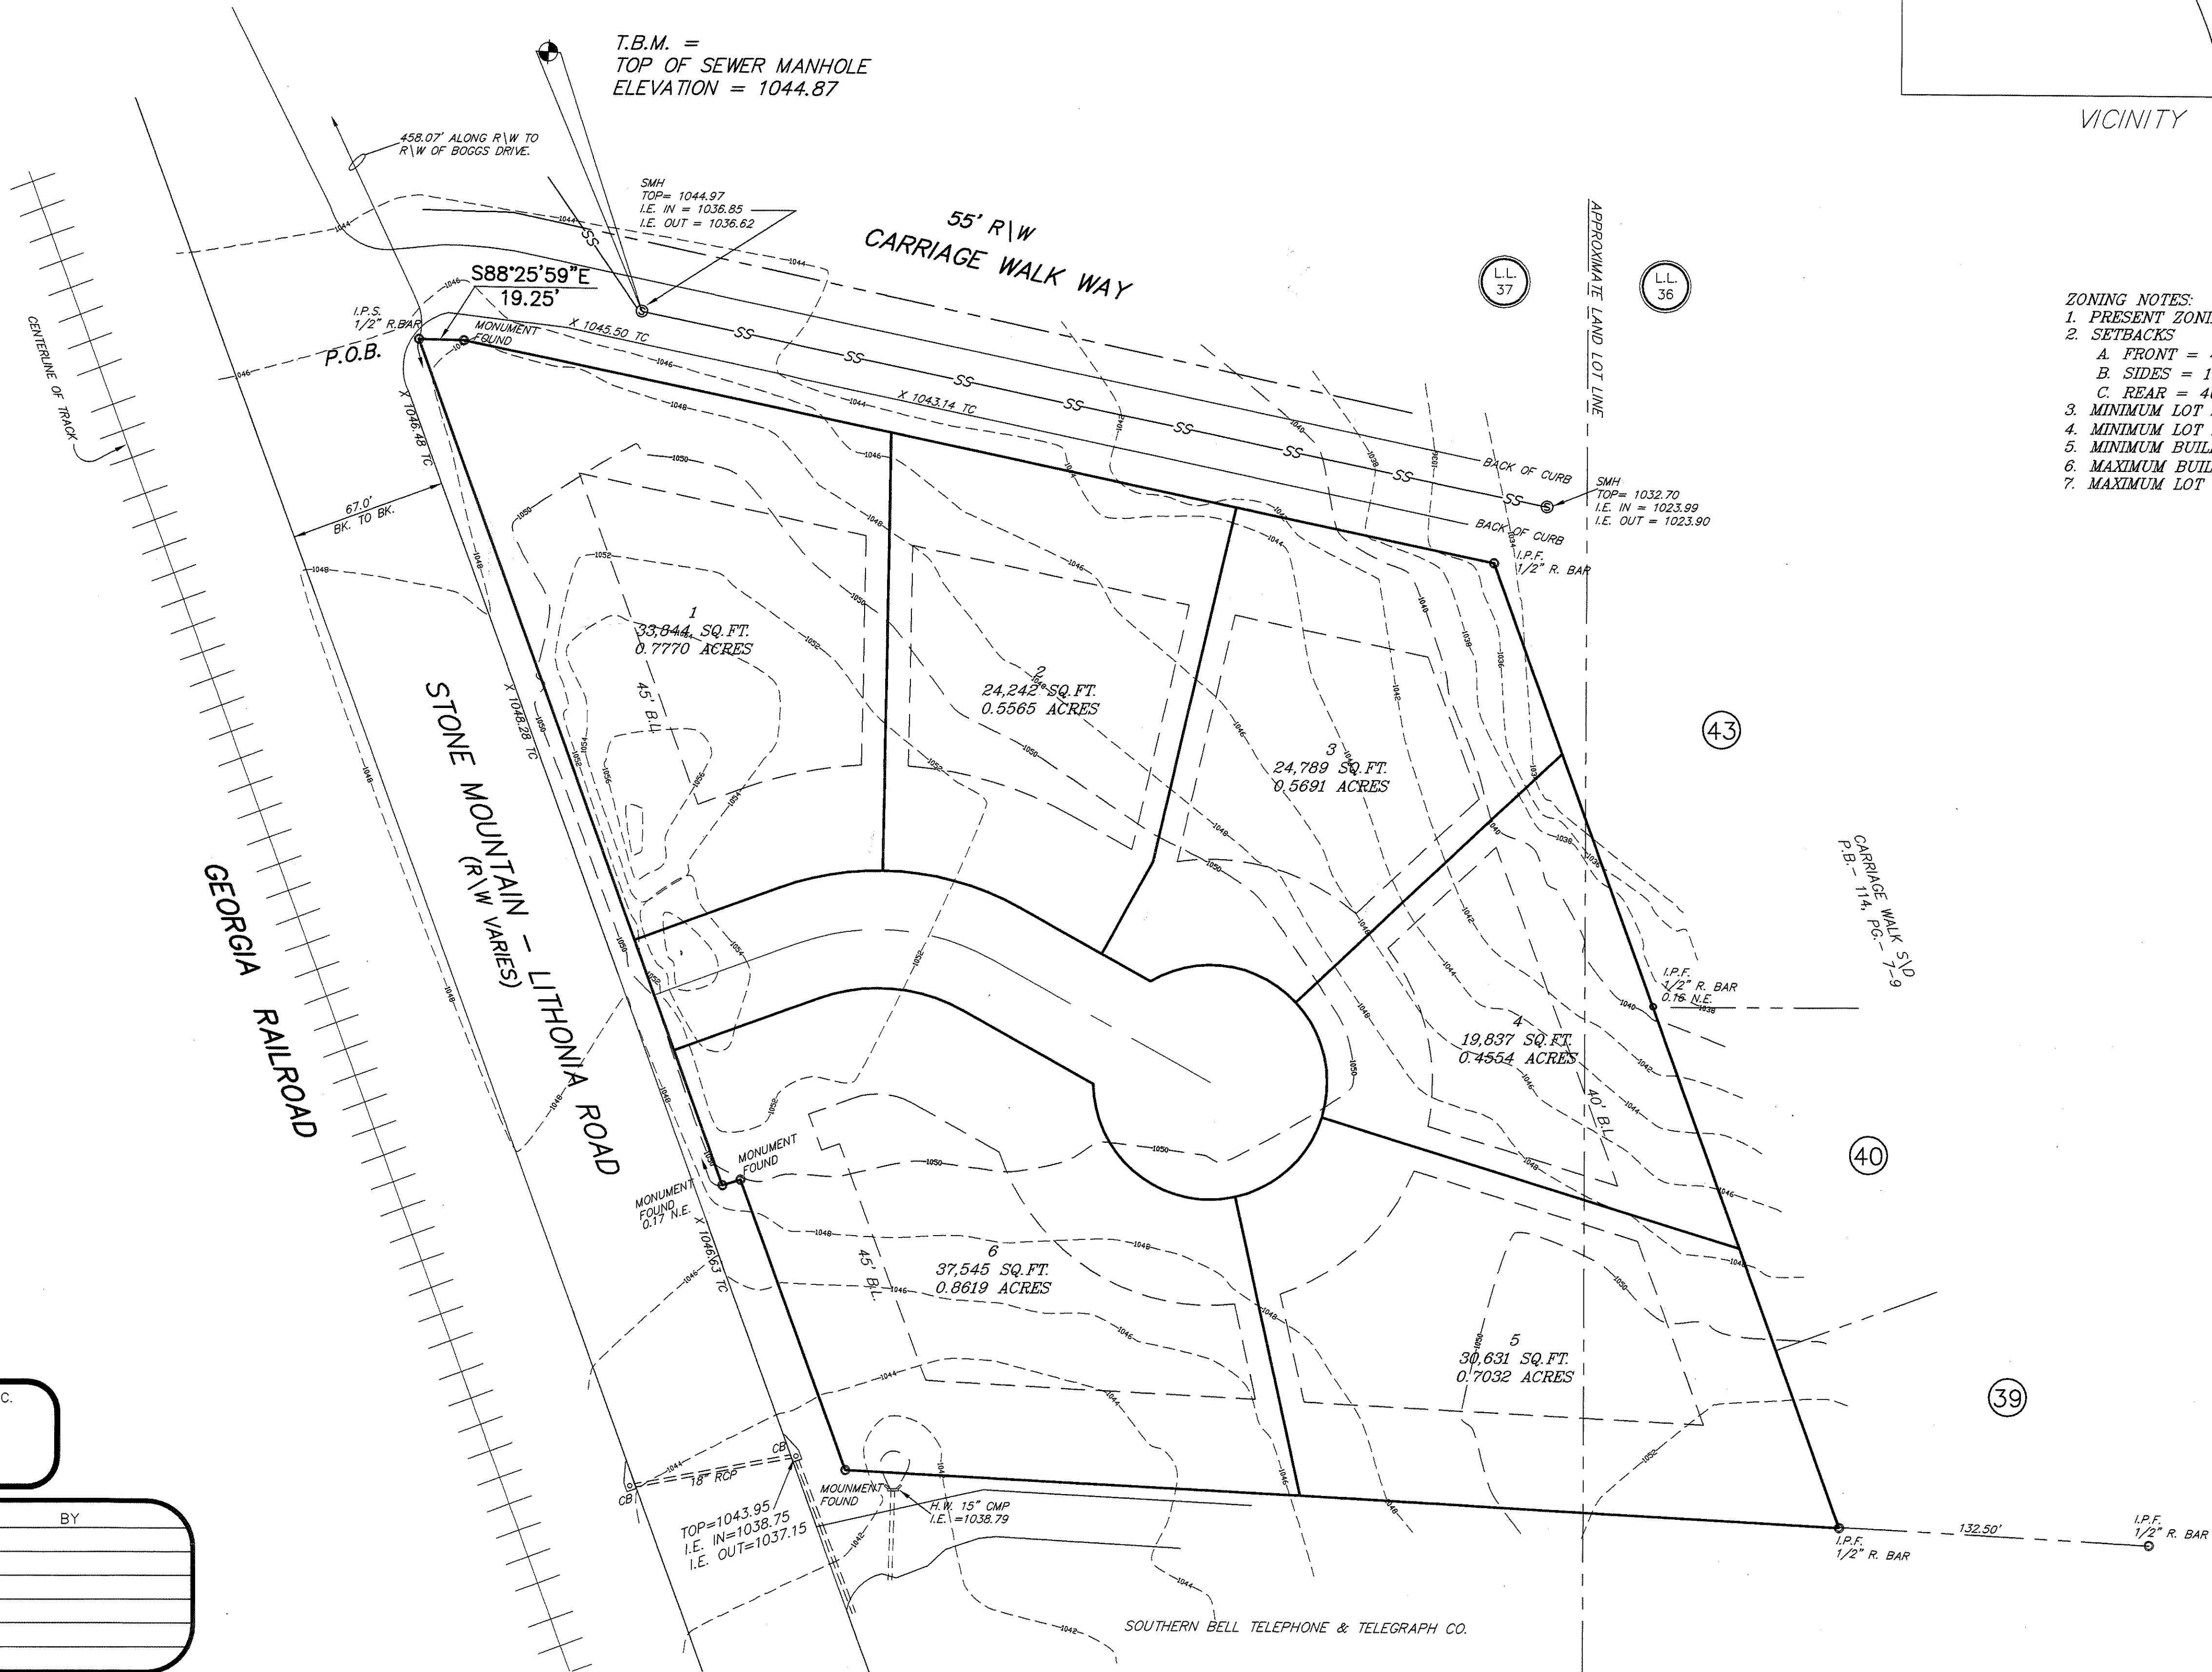 T.B.M. =
TOP OF SEWER MANHOLE
ELEVATION = 1044.87
VICINITY
458.07' ALONG R\W TO
R\W OF BOGGS DRIVE.
SMH
TOP= 1044.97
I.E. IN = 1036.85
I.E. OUT = 1036.62
55' R\W
CARRIAGE WALK WAY
APPROXIMATE LAND LOT LINE
L.L.
37
L.L.
36
ZONING NOTES:
1. PRESENT
2. SETBACKS
A. FRONT =
B. SIDES =
C. REAR =
3. MINIMUM LOT
4. MINIMUM LOT
5. MINIMUM
6. MAXIMUM
7. MAXIMUM LOT
S88°25'59"E
19.25'
I.P.S.
1/2" R.BAR
P.O.B.
MONUMENT
FOUND
X 1045.50 TC
X 1043.14 TC
X 1046.48 TC
CENTERLINE OF TRACK
67.0'
BK. TO BK.
SS
SS
SS
SS
SS
SS
SS
SS
SS
BACK OF CURB
BACK OF CURB
SMH
TOP= 1032.70
I.E. IN = 1023.99
I.E. OUT = 1023.90
I.P.F.
1/2" R. BAR
1
33,844 SQ.FT.
0.7770 ACRES
45' B.L.
2
24,242 SQ.FT.
0.5565 ACRES
3
24,789 SQ.FT.
0.5691 ACRES
43
X 1048.28 TC
STONE MOUNTAIN - LITHONIA ROAD
(R\W VARIES)
GEORGIA RAILROAD
CARRIAGE WALK S\D
P.B.- 114, PG.- 7-9
I.P.F.
1/2" R. BAR
0.16 N.E.
4
19,837 SQ.FT.
0.4554 ACRES
40' B.L.
40
MONUMENT
FOUND
MONUMENT
FOUND
0.17 N.E.
X 1046.63 TC
6
37,545 SQ.FT.
0.8619 ACRES
45' B.L.
5
30,631 SQ.FT.
0.7032 ACRES
39
C.
BY
CB
18" RCP
CB
TOP=1043.95
I.E. IN=1038.75
I.E. OUT=1037.15
MOUNMENT
FOUND
H.W. 15" CMP
I.E. =1038.79
I.P.F.
1/2" R. BAR
132.50'
I.P.F.
1/2" R. BAR
SOUTHERN BELL TELEPHONE & TELEGRAPH CO.